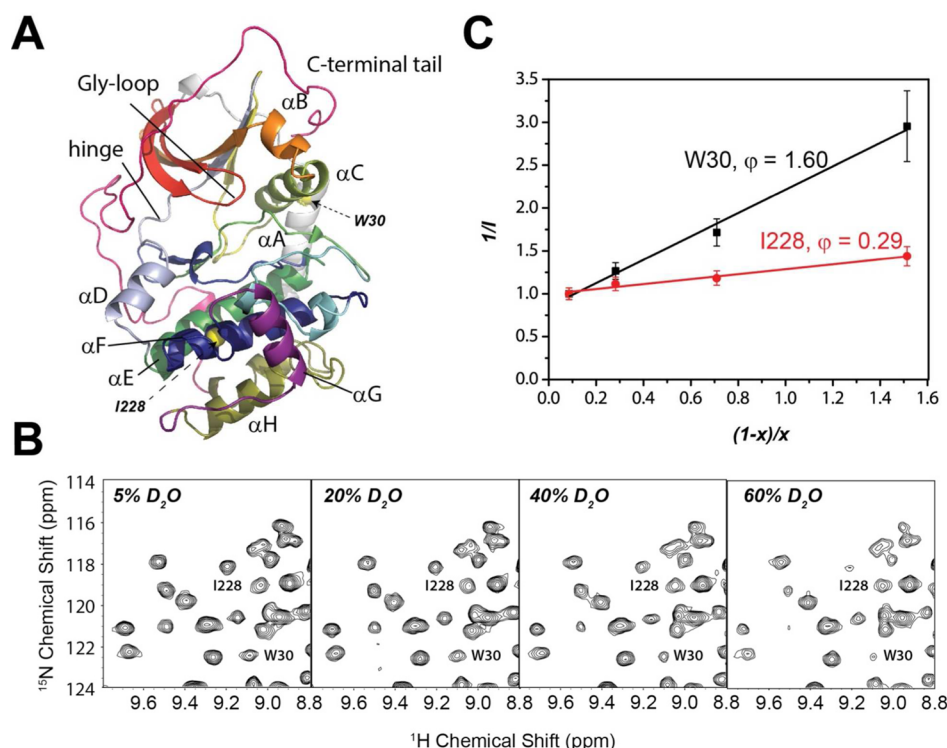 A
C-terminal tail
Gly-loop
αB
hinge
αC
W30
αA
αD
αF
αE
I228
αG
αH
C
3.5
3.0
2.5
2.0
1.5
1.0
0.5
0.0
1/I
W30, φ = 1.60
I228, φ = 0.29
0.0 0.2 0.4 0.6 0.8 1.0 1.2 1.4 1.6
(1-x)/x
B
114
116
118
120
122
124
¹⁵N Chemical Shift (ppm)
5% D₂O
I228
W30
20% D₂O
I228
W30
40% D₂O
I228
W30
60% D₂O
I228
W30
9.6 9.4 9.2 9.0 8.8
9.6 9.4 9.2 9.0 8.8
9.6 9.4 9.2 9.0 8.8
9.6 9.4 9.2 9.0 8.8
¹H Chemical Shift (ppm)